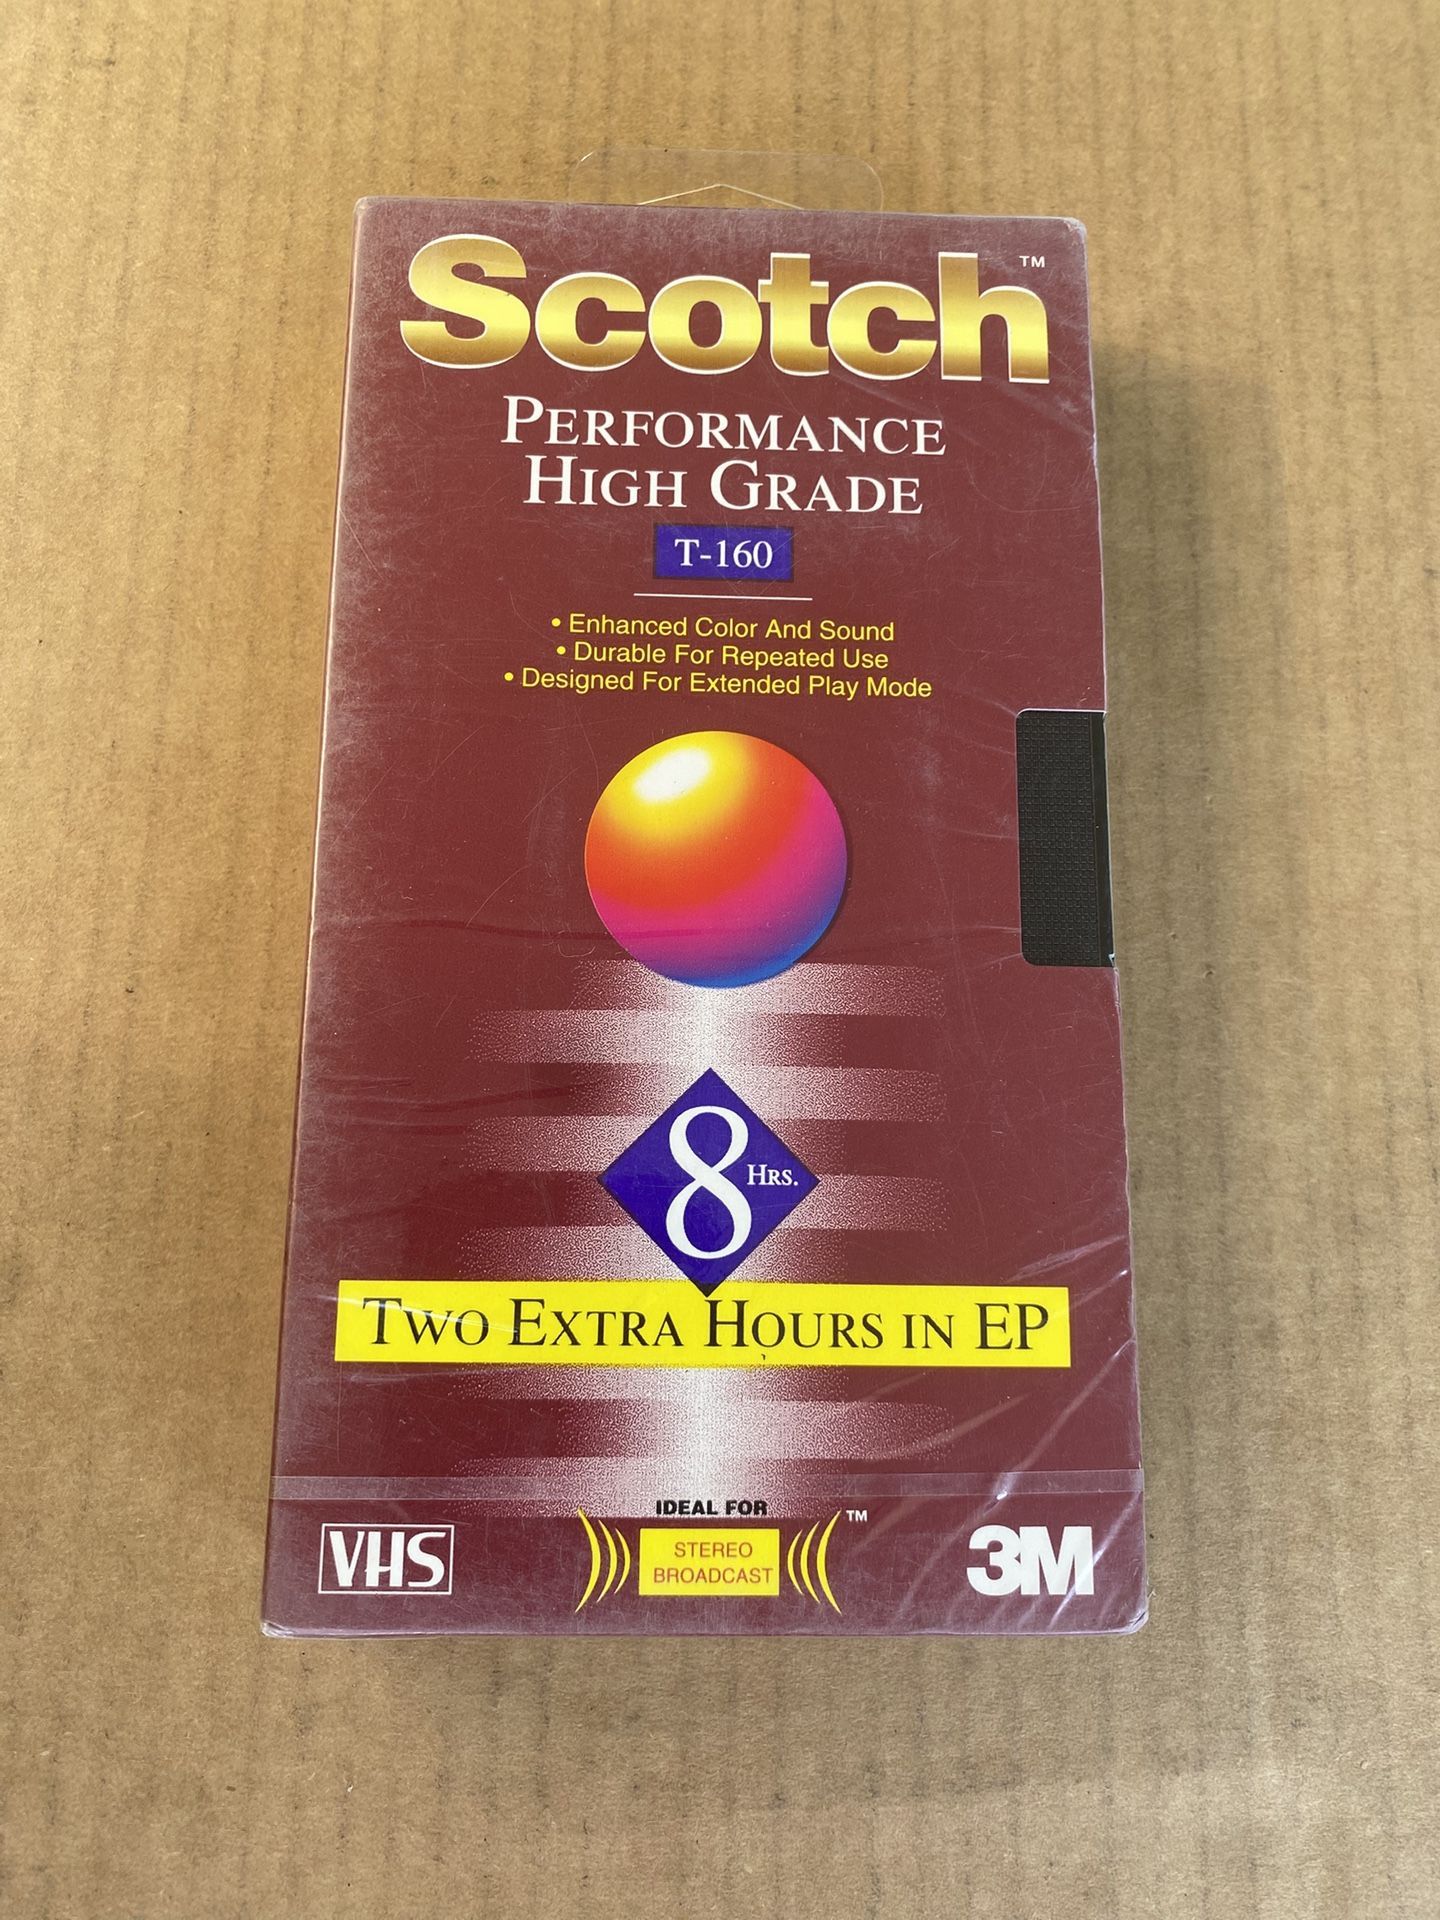 Scotch™
PERFORMANCE
HIGH GRADE
T-160
• Enhanced Color And Sound
• Durable For Repeated Use
• Designed For Extended Play Mode
8 HRS.
TWO EXTRA HOURS IN EP
IDEAL FOR
STEREO
BROADCAST
™
VHS
3M